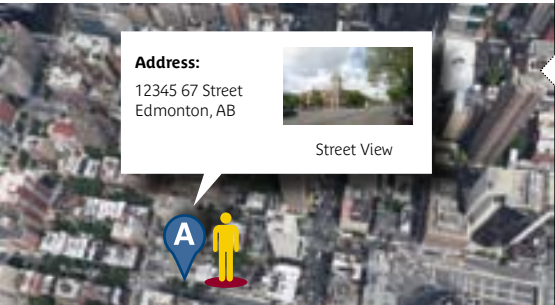 Address:
12345 67 Street
Edmonton, AB
Street View
A